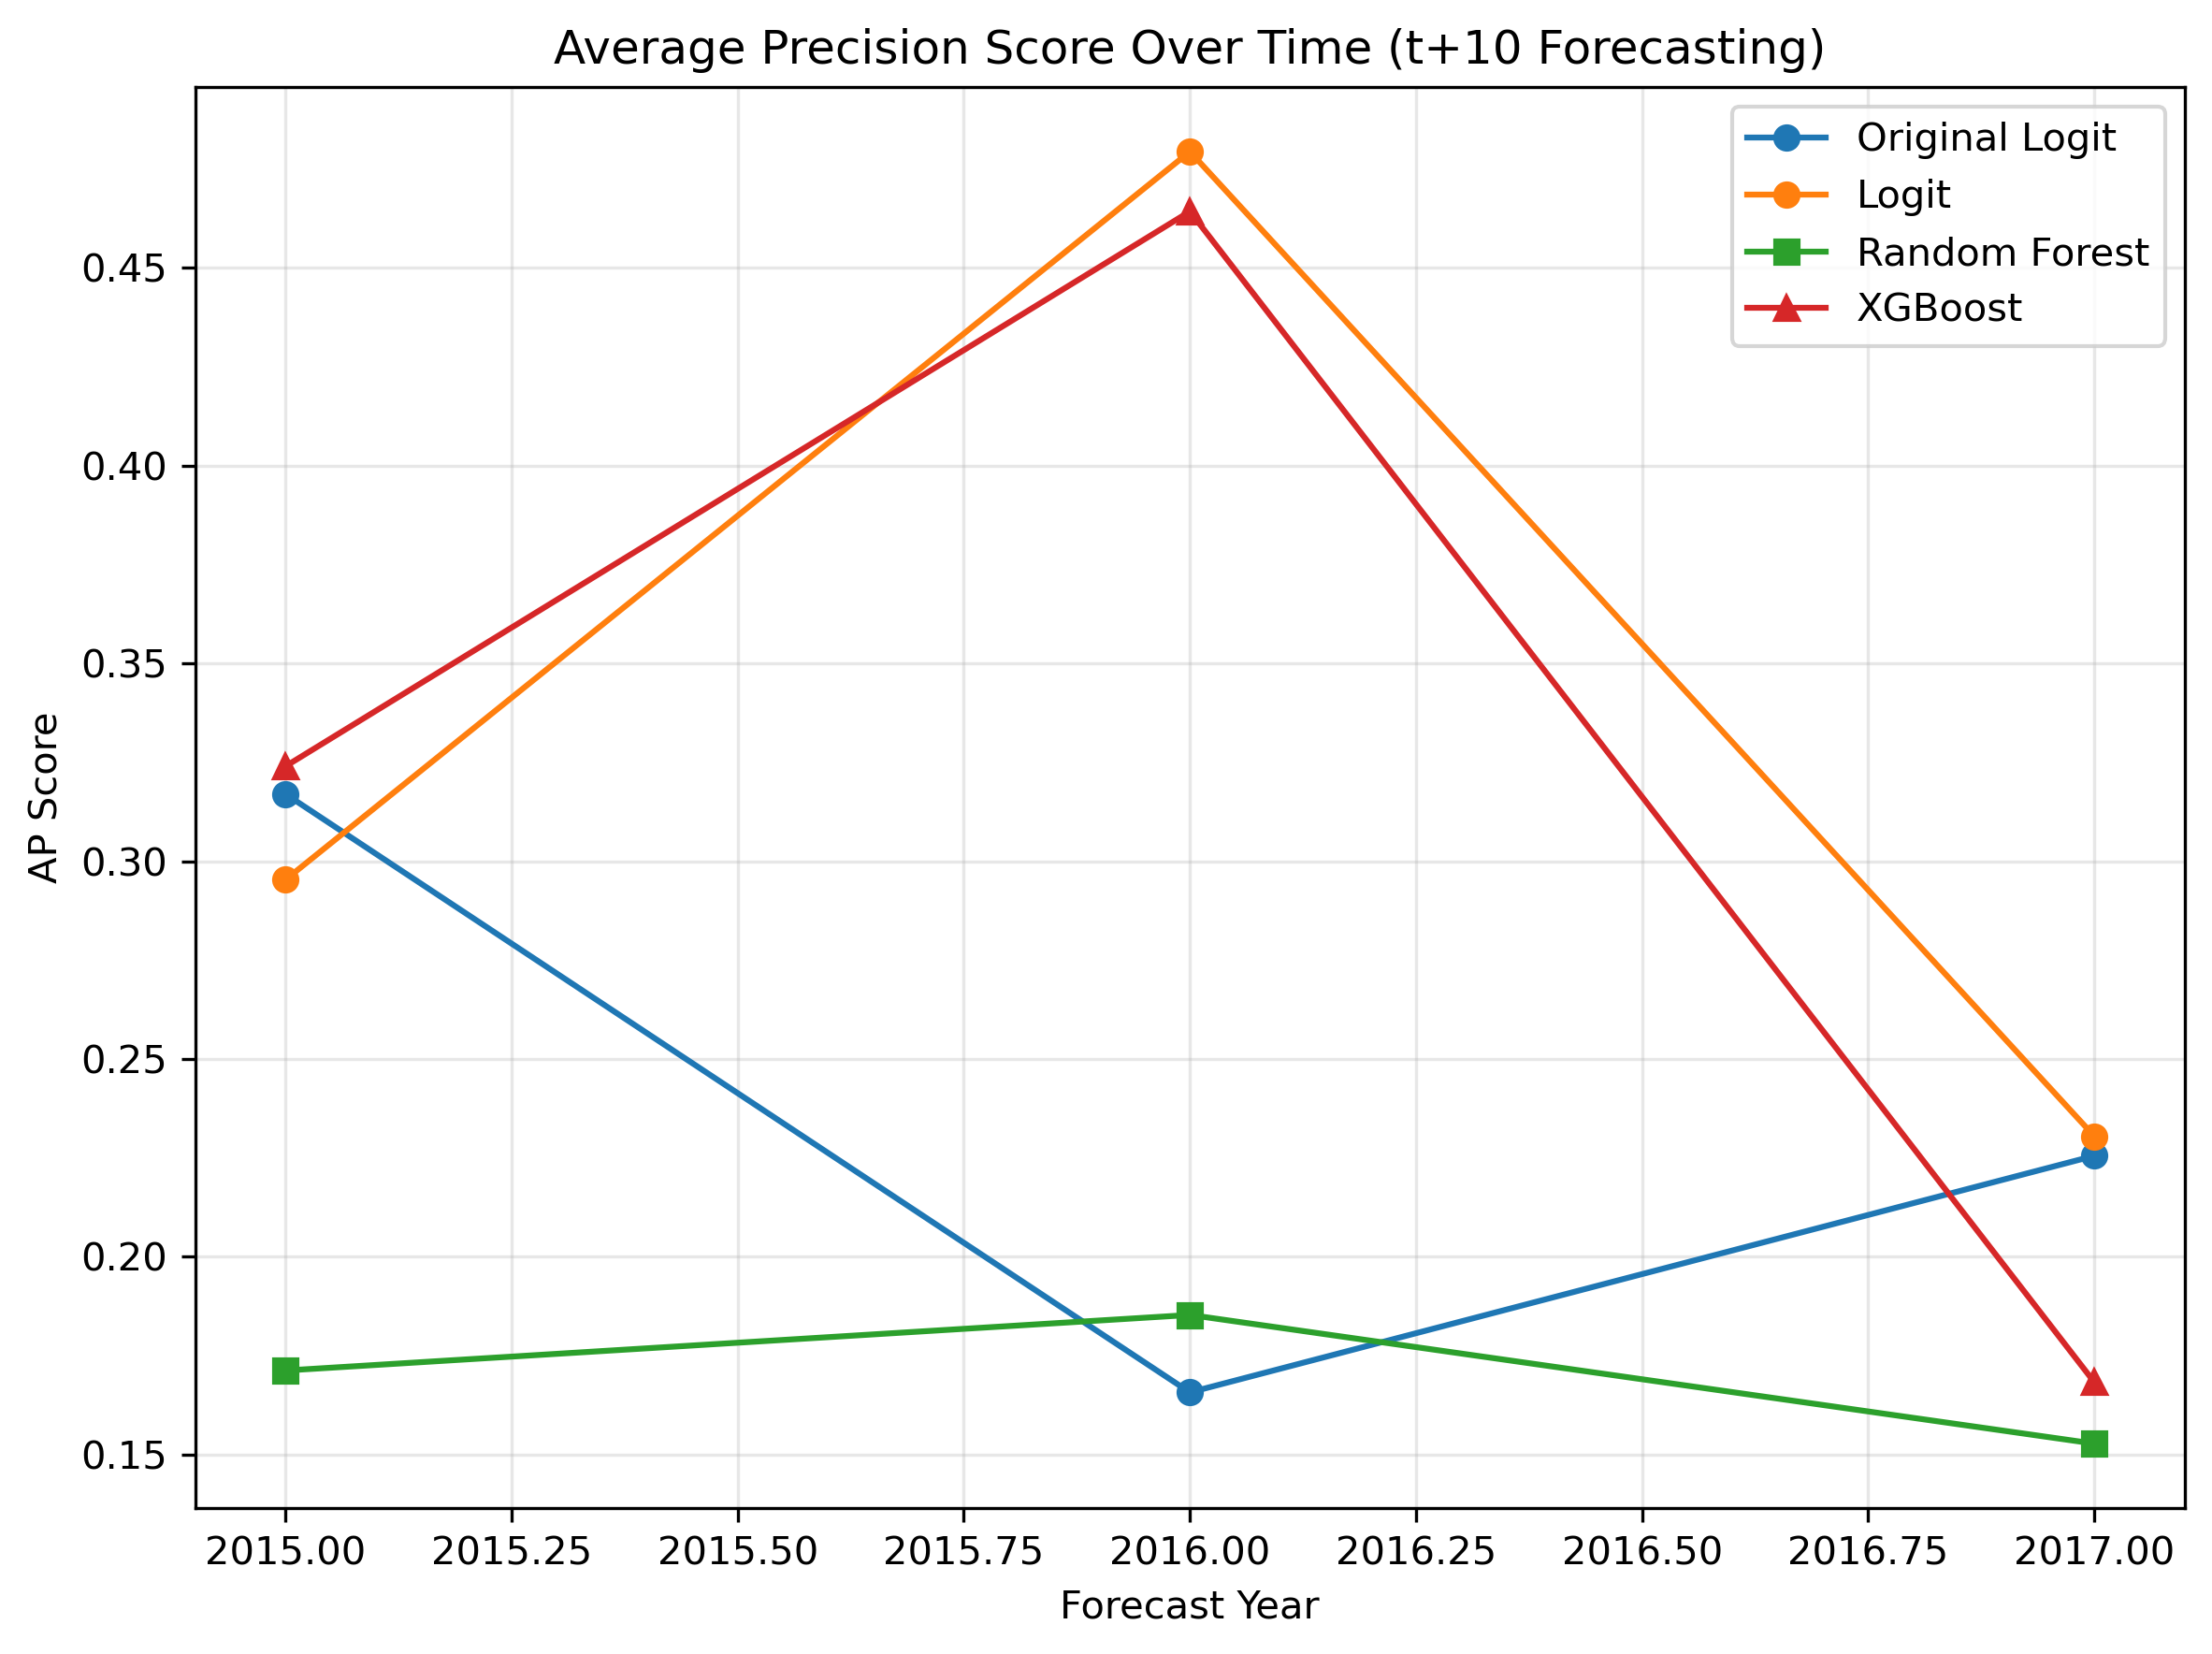 Average Precision Score Over Time (t+10 Forecasting)
Original Logit
Logit
Random Forest
XGBoost
AP Score
0.45
0.40
0.35
0.30
0.25
0.20
0.15
2015.00 2015.25 2015.50 2015.75 2016.00 2016.25 2016.50 2016.75 2017.00
Forecast Year